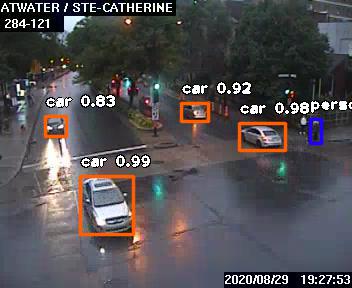 ATWATER / STE-CATHERINE
284-121
car 0.92
car 0.83
car 0.98
perso
car 0.99
2020/08/29 19:27:53